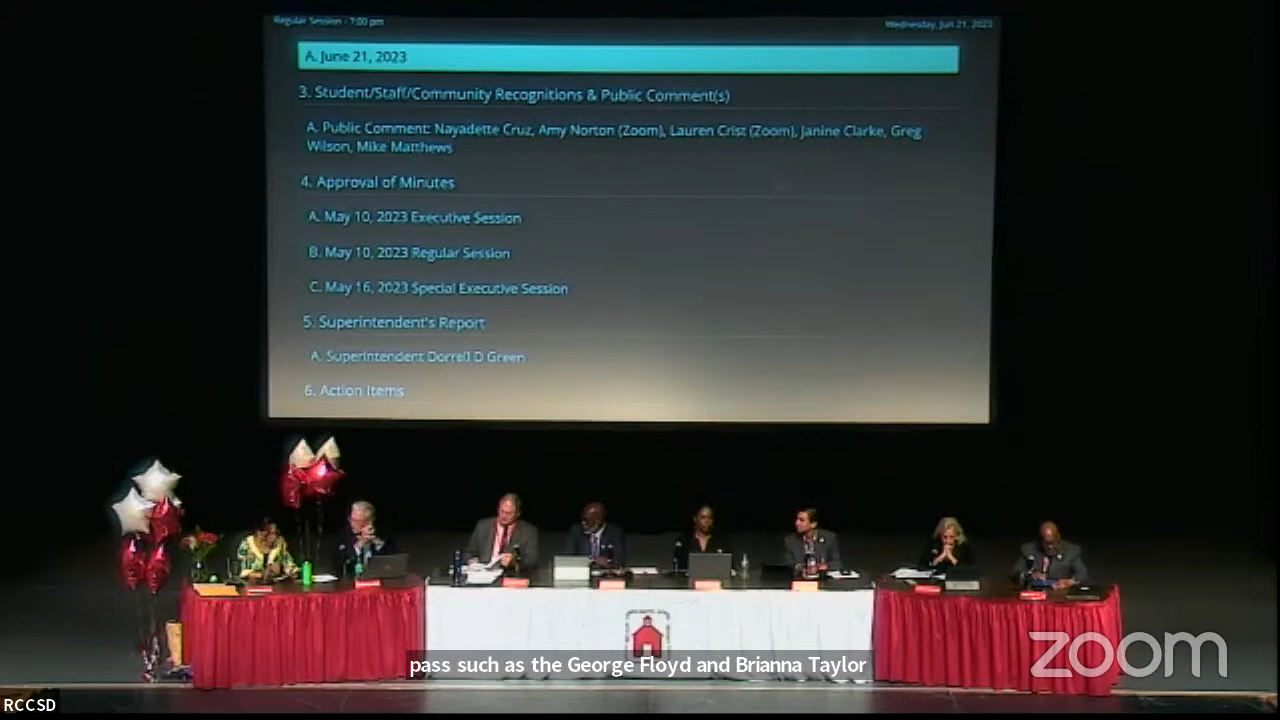 Regular Session - 7:00 pm
Wednesday, Jun 21, 2023
A. June 21, 2023
3. Student/Staff/Community Recognitions & Public Comment(s)
A. Public Comment: Nayadette Cruz, Amy Norton (Zoom), Lauren Crist (Zoom), Janine Clarke, Greg
Wilson, Mike Matthews
4. Approval of Minutes
A. May 10, 2023 Executive Session
B. May 10, 2023 Regular Session
C. May 16, 2023 Special Executive Session
5. Superintendent's Report
A. Superintendent Dorrell D Green
6. Action Items
pass such as the George Floyd and Brianna Taylor
zoom
RCCSD